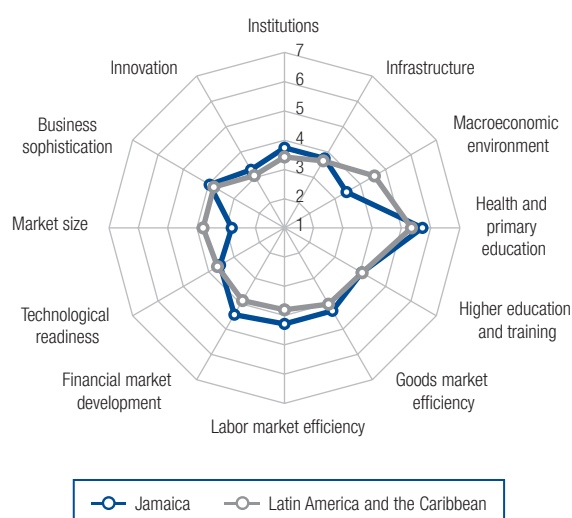 Institutions
7
6
5
4
3
2
1
Infrastructure
Macroeconomic
environment
Health and
primary
education
Higher education
and training
Goods market
efficiency
Labor market efficiency
Financial market
development
Technological
readiness
Market size
Business
sophistication
Innovation
Jamaica
Latin America and the Caribbean